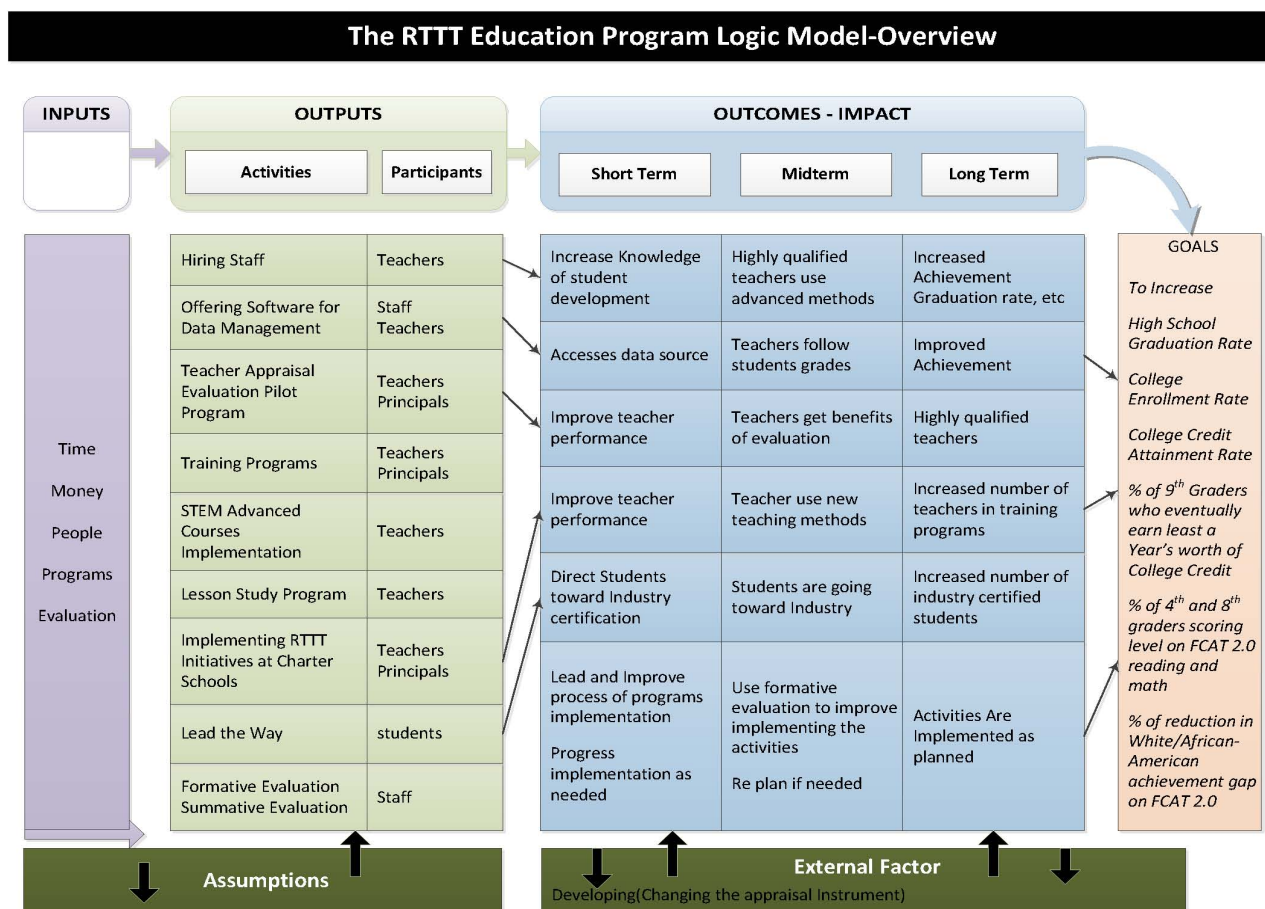 The RTTT Education Program Logic Model-Overview
INPUTS
OUTPUTS
Activities
Participants
OUTCOMES - IMPACT
Short Term
Midterm
Long Term
Time
Money
People
Programs
Evaluation
Hiring Staff
Teachers
Offering Software for
Data Management
Staff
Teachers
Teacher Appraisal
Evaluation Pilot
Program
Teachers
Principals
Training Programs
Teachers
Principals
STEM Advanced
Courses
Implementation
Teachers
Lesson Study Program
Teachers
Implementing RTTT
Initiatives at Charter
Schools
Teachers
Principals
Lead the Way
students
Formative Evaluation
Summative Evaluation
Staff
Increase Knowledge
of student
development
Highly qualified
teachers use
advanced methods
Increased
Achievement
Graduation rate, etc
Accesses data source
Teachers follow
students grades
Improved
Achievement
Improve teacher
performance
Teachers get benefits
of evaluation
Highly qualified
teachers
Improve teacher
performance
Teacher use new
teaching methods
Increased number of
teachers in training
programs
Direct Students
toward Industry
certification
Students are going
toward Industry
Increased number of
industry certified
students
Lead and Improve
process of programs
implementation
Progress
implementation as
needed
Use formative
evaluation to improve
implementing the
activities
Re plan if needed
Activities Are
Implemented as
planned
GOALS
To Increase
High School
Graduation Rate
College
Enrollment Rate
College Credit
Attainment Rate
% of 9th Graders
who eventually
earn least a
Year's worth of
College Credit
% of 4th and 8th
graders scoring
level on FCAT 2.0
reading and
math
% of reduction in
White/African-
American
achievement gap
on FCAT 2.0
Assumptions
External Factor
Developing(Changing the appraisal Instrument)